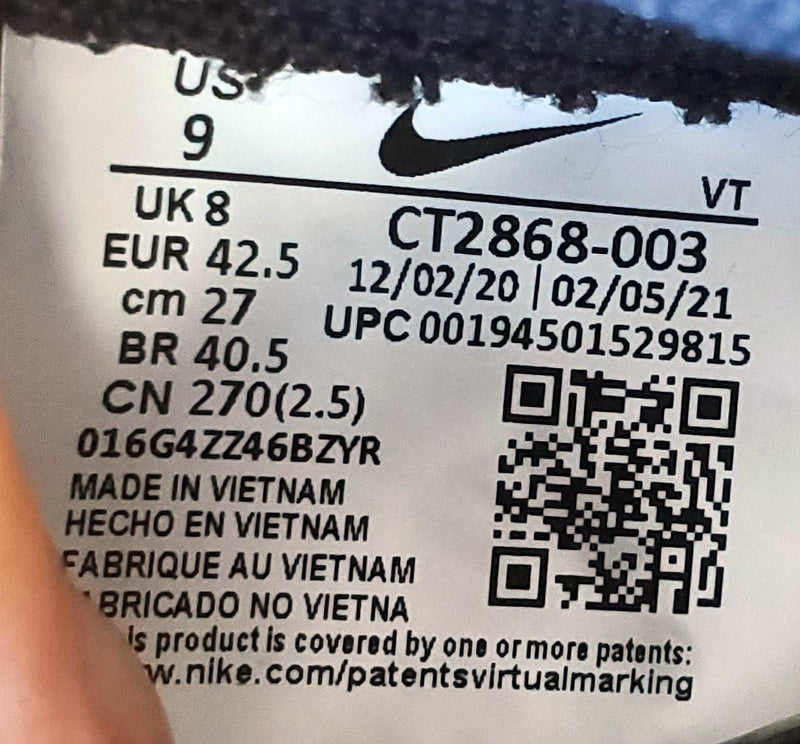 US
9
VT
UK 8
CT2868-003
EUR 42.5
12/02/20 | 02/05/21
cm 27
UPC 00194501529815
BR 40.5
CN 270(2.5)
016G4ZZ46BZYR
MADE IN VIETNAM
HECHO EN VIETNAM
FABRIQUE AU VIETNAM
ABRICADO NO VIETNA
is product is covered by one or more patents:
w.nike.com/patentsvirtualmarking